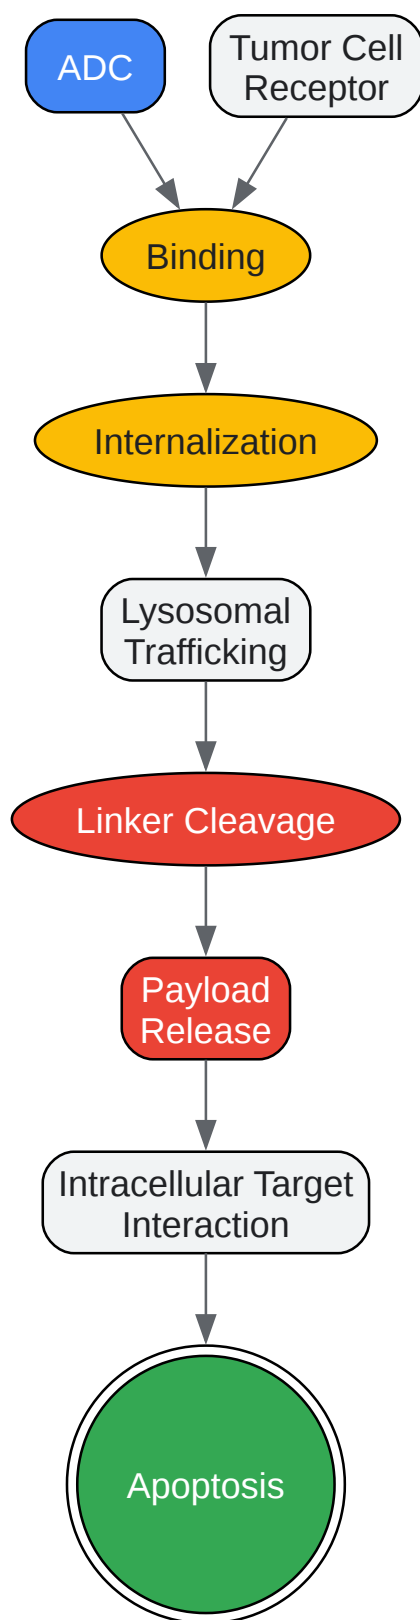 ADC
Tumor Cell
Receptor
Binding
Internalization
Lysosomal
Trafficking
Linker Cleavage
Payload
Release
Intracellular Target
Interaction
Apoptosis